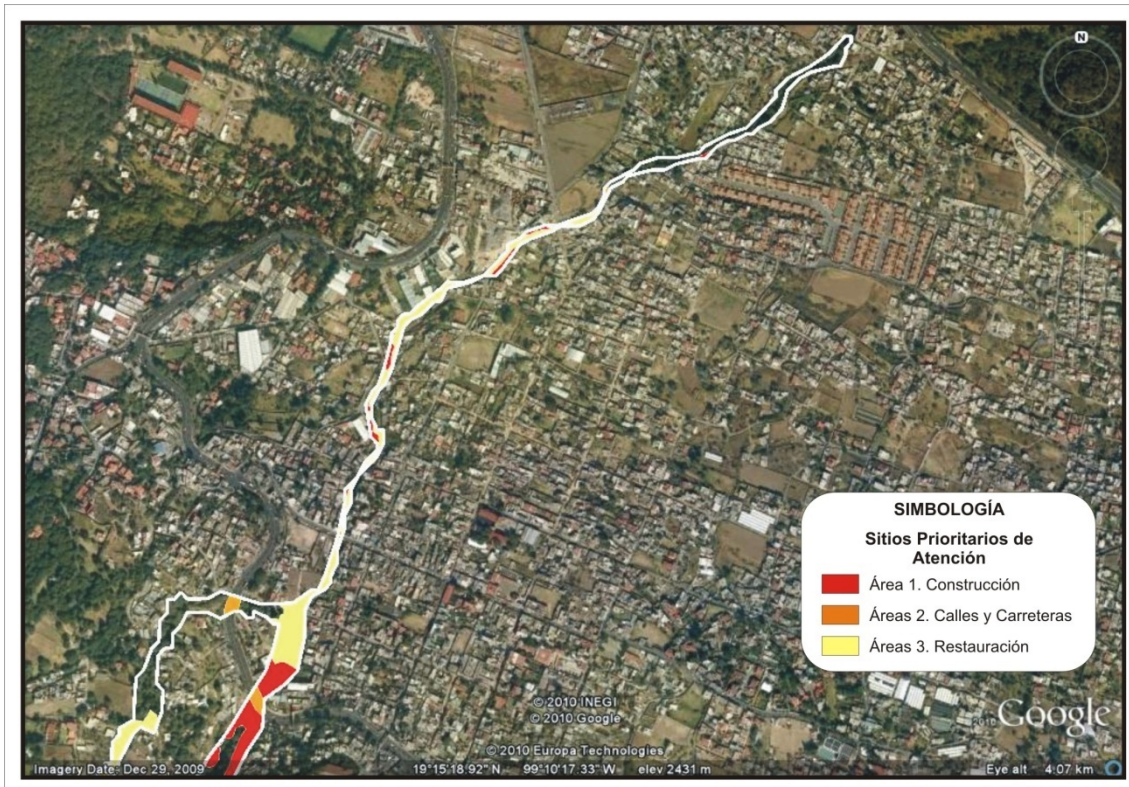 N
SIMBOLOGÍA
Sitios Prioritarios de
Atención
Área 1. Construcción
Áreas 2. Calles y Carreteras
Áreas 3. Restauración
© 2010 INEGI
© 2010 Google
© 2010 Europa Technologies
2010 Google
Imagery Date: Dec 29, 2009 19°15'18.92" N 99°10'17.33" W elev 2431 m Eye alt 4.07 km